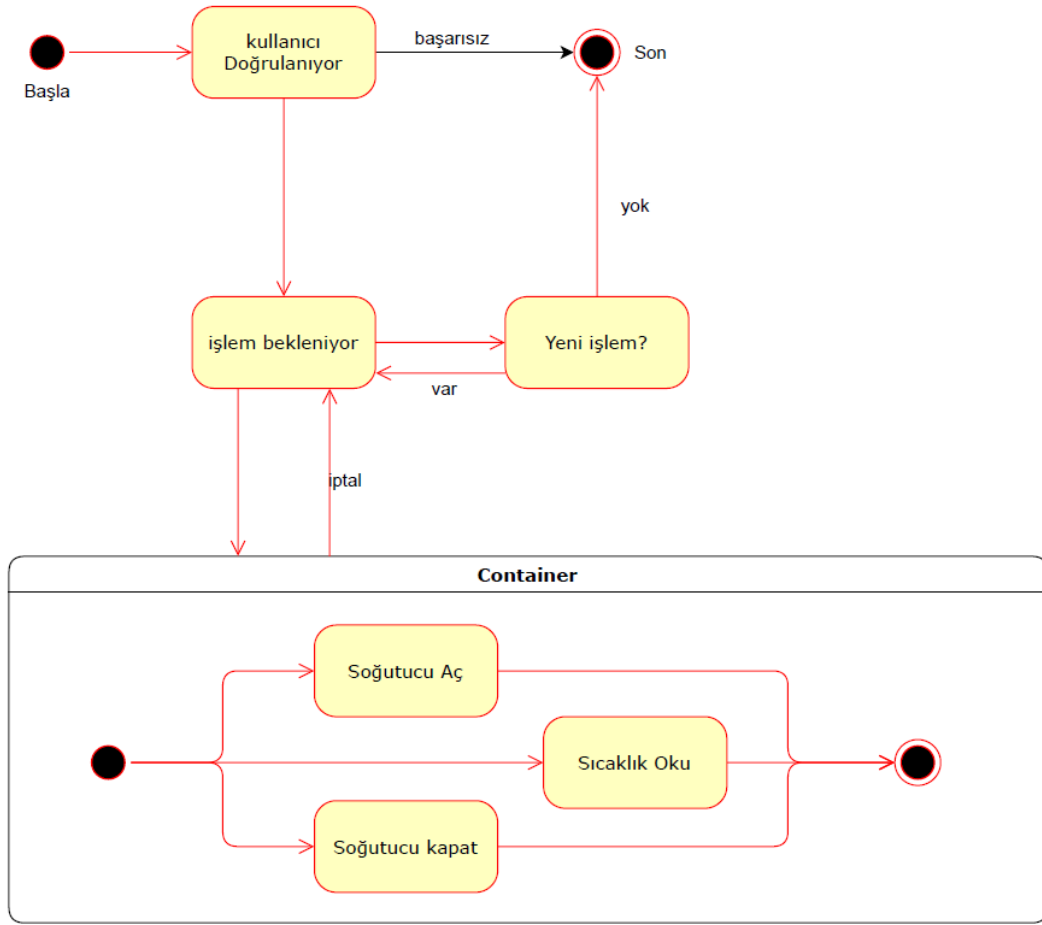 kullanıcı
Doğrulanıyor
başarısız
Son
Başla
yok
işlem bekleniyor
Yeni işlem?
var
iptal
Container
Soğutucu Aç
Sıcaklık Oku
Soğutucu kapat